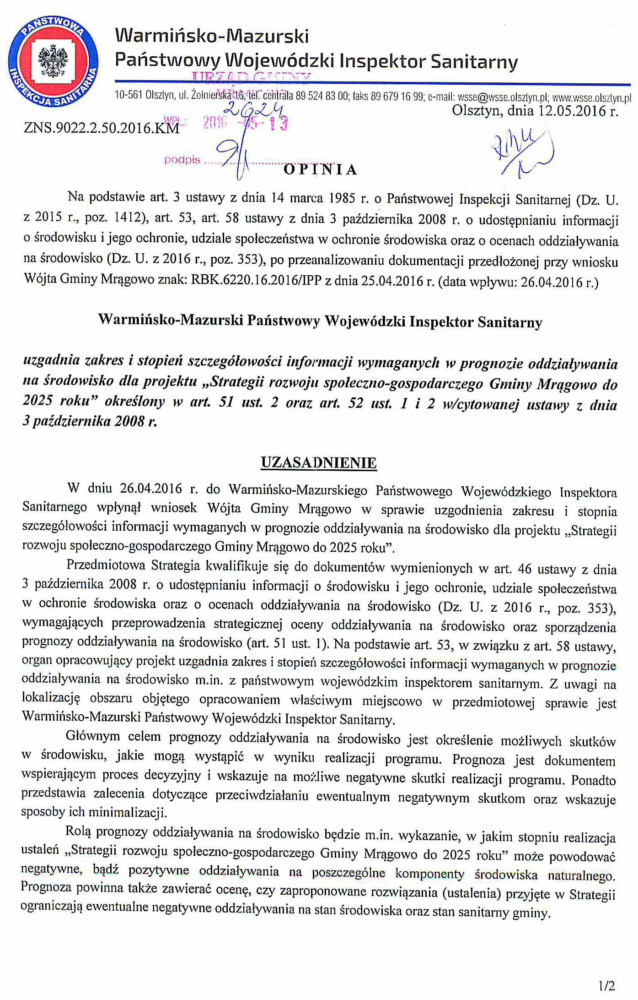 PAŃSTWOWA
INSPEKCJA SANITARNA
Warmińsko-Mazurski
Państwowy Wojewódzki Inspektor Sanitarny
URZĄD GMINY
10-561 Olsztyn, ul. Żołnierska 16; tel. centrala 89 524 83 00; faks 89 679 16 99; e-mail: wsse@wsse.olsztyn.pl; www.wsse.olsztyn.pl
2624
Olsztyn, dnia 12.05.2016 r.
WPŁ. 2016 -05- 13
ZNS.9022.2.50.2016.KM
podpis
OPINIA
Na podstawie art. 3 ustawy z dnia 14 marca 1985 r. o Państwowej Inspekcji Sanitarnej (Dz. U.
z 2015 r., poz. 1412), art. 53, art. 58 ustawy z dnia 3 października 2008 r. o udostępnianiu informacji
o środowisku i jego ochronie, udziale społeczeństwa w ochronie środowiska oraz o ocenach oddziaływania
na środowisko (Dz. U. z 2016 r., poz. 353), po przeanalizowaniu dokumentacji przedłożonej przy wniosku
Wójta Gminy Mrągowo znak: RBK.6220.16.2016/IPP z dnia 25.04.2016 r. (data wpływu: 26.04.2016 r.)
Warmińsko-Mazurski Państwowy Wojewódzki Inspektor Sanitarny
uzgadnia zakres i stopień szczegółowości informacji wymaganych w prognozie oddziaływania
na środowisko dla projektu „Strategii rozwoju społeczno-gospodarczego Gminy Mrągowo do
2025 roku” określony w art. 51 ust. 2 oraz art. 52 ust. 1 i 2 w/cytowanej ustawy z dnia
3 października 2008 r.
UZASADNIENIE
W dniu 26.04.2016 r. do Warmińsko-Mazurskiego Państwowego Wojewódzkiego Inspektora
Sanitarnego wpłynął wniosek Wójta Gminy Mrągowo w sprawie uzgodnienia zakresu i stopnia
szczegółowości informacji wymaganych w prognozie oddziaływania na środowisko dla projektu „Strategii
rozwoju społeczno-gospodarczego Gminy Mrągowo do 2025 roku”.
Przedmiotowa Strategia kwalifikuje się do dokumentów wymienionych w art. 46 ustawy z dnia
3 października 2008 r. o udostępnianiu informacji o środowisku i jego ochronie, udziale społeczeństwa
w ochronie środowiska oraz o ocenach oddziaływania na środowisko (Dz. U. z 2016 r., poz. 353),
wymagających przeprowadzenia strategicznej oceny oddziaływania na środowisko oraz sporządzenia
prognozy oddziaływania na środowisko (art. 51 ust. 1). Na podstawie art. 53, w związku z art. 58 ustawy,
organ opracowujący projekt uzgadnia zakres i stopień szczegółowości informacji wymaganych w prognozie
oddziaływania na środowisko m.in. z państwowym wojewódzkim inspektorem sanitarnym. Z uwagi na
lokalizację obszaru objętego opracowaniem właściwym miejscowo w przedmiotowej sprawie jest
Warmińsko-Mazurski Państwowy Wojewódzki Inspektor Sanitarny.
Głównym celem prognozy oddziaływania na środowisko jest określenie możliwych skutków
w środowisku, jakie mogą wystąpić w wyniku realizacji programu. Prognoza jest dokumentem
wspierającym proces decyzyjny i wskazuje na możliwe negatywne skutki realizacji programu. Ponadto
przedstawia zalecenia dotyczące przeciwdziałaniu ewentualnym negatywnym skutkom oraz wskazuje
sposoby ich minimalizacji.
Rolą prognozy oddziaływania na środowisko będzie m.in. wykazanie, w jakim stopniu realizacja
ustaleń „Strategii rozwoju społeczno-gospodarczego Gminy Mrągowo do 2025 roku” może powodować
negatywne, bądź pozytywne oddziaływania na poszczególne komponenty środowiska naturalnego.
Prognoza powinna także zawierać ocenę, czy zaproponowane rozwiązania (ustalenia) przyjęte w Strategii
ograniczają ewentualne negatywne oddziaływania na stan środowiska oraz stan sanitarny gminy.
1/2